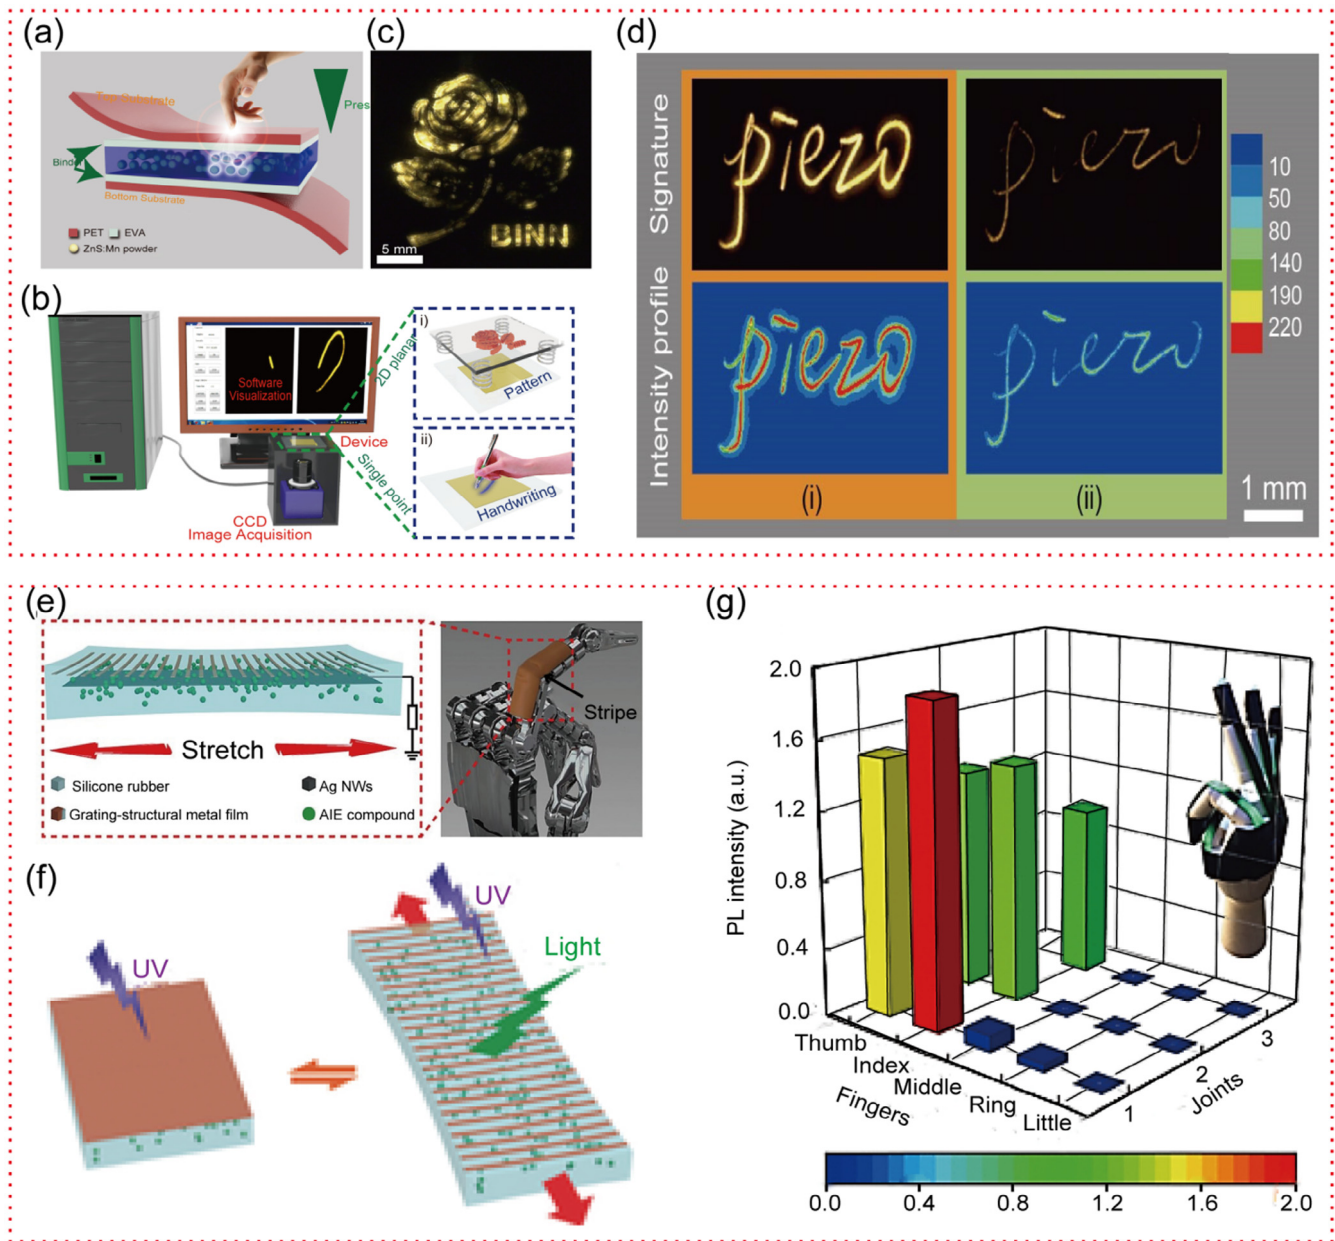 (a)
Top Substrate
Pres
Binder
Bottom Substrate
PET
EVA
ZnS:Mn powder
(c)
BINN
5 mm
(b)
Software
Visualization
Device
CCD
Image Acquisition
2D planar
Single point
i)
Pattern
ii)
Handwriting
(d)
Signature
Intensity profile
piezo
piezo
piezo
piezo
(i)
(ii)
10
50
80
140
190
220
1 mm
(e)
Stretch
Silicone rubber
Ag NWs
Grating-structural metal film
AIE compound
Stripe
(f)
UV
UV
Light
(g)
PL intensity (a.u.)
2.0
1.6
1.2
0.8
0.4
0.0
Thumb
Index
Middle
Ring
Little
Fingers
1
2
3
Joints
0.0 0.4 0.8 1.2 1.6 2.0